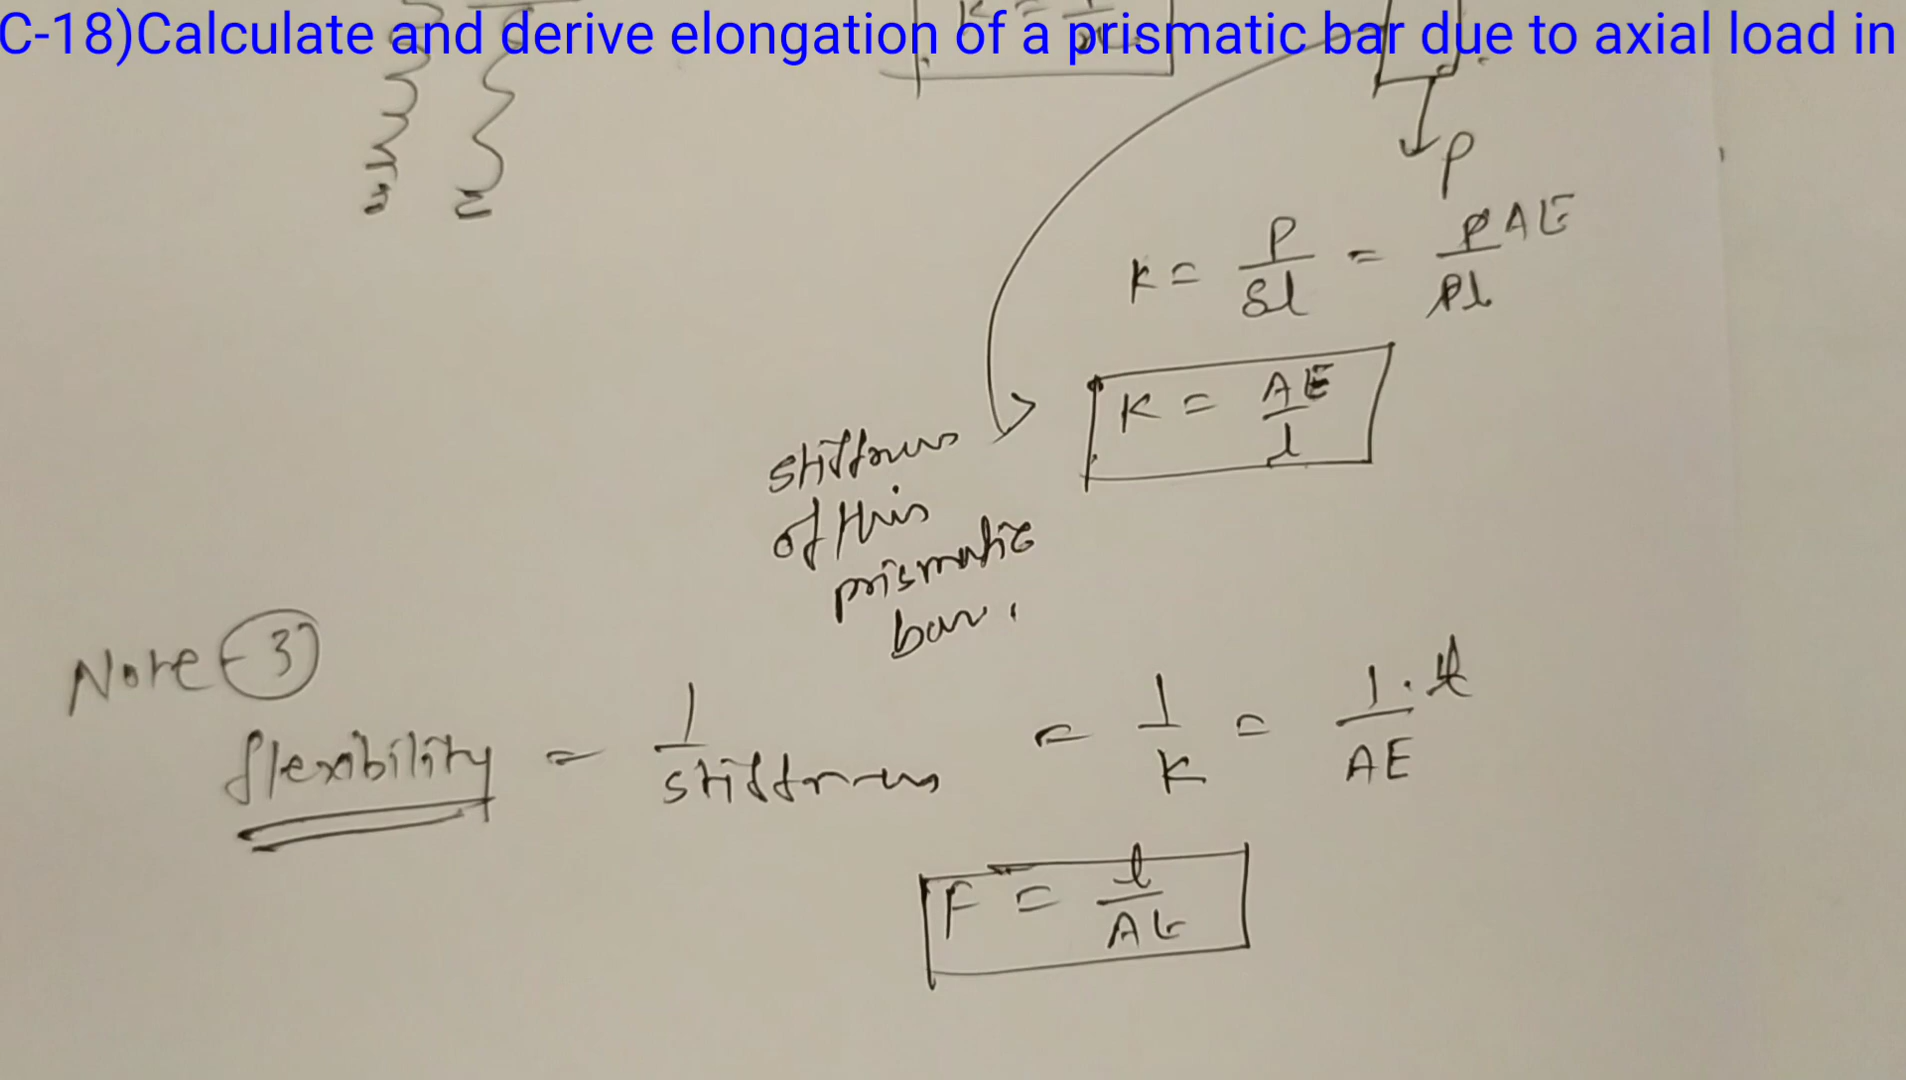 C-18)Calculate and derive elongation of a prismatic bar due to axial load in
P
K = P/δl = PAE/Pl
K = AE/l
stiffness
of this
prismatic
bar.
Note-3
flexibility = 1/stiffness = 1/K = 1·l/AE
F = l/AE